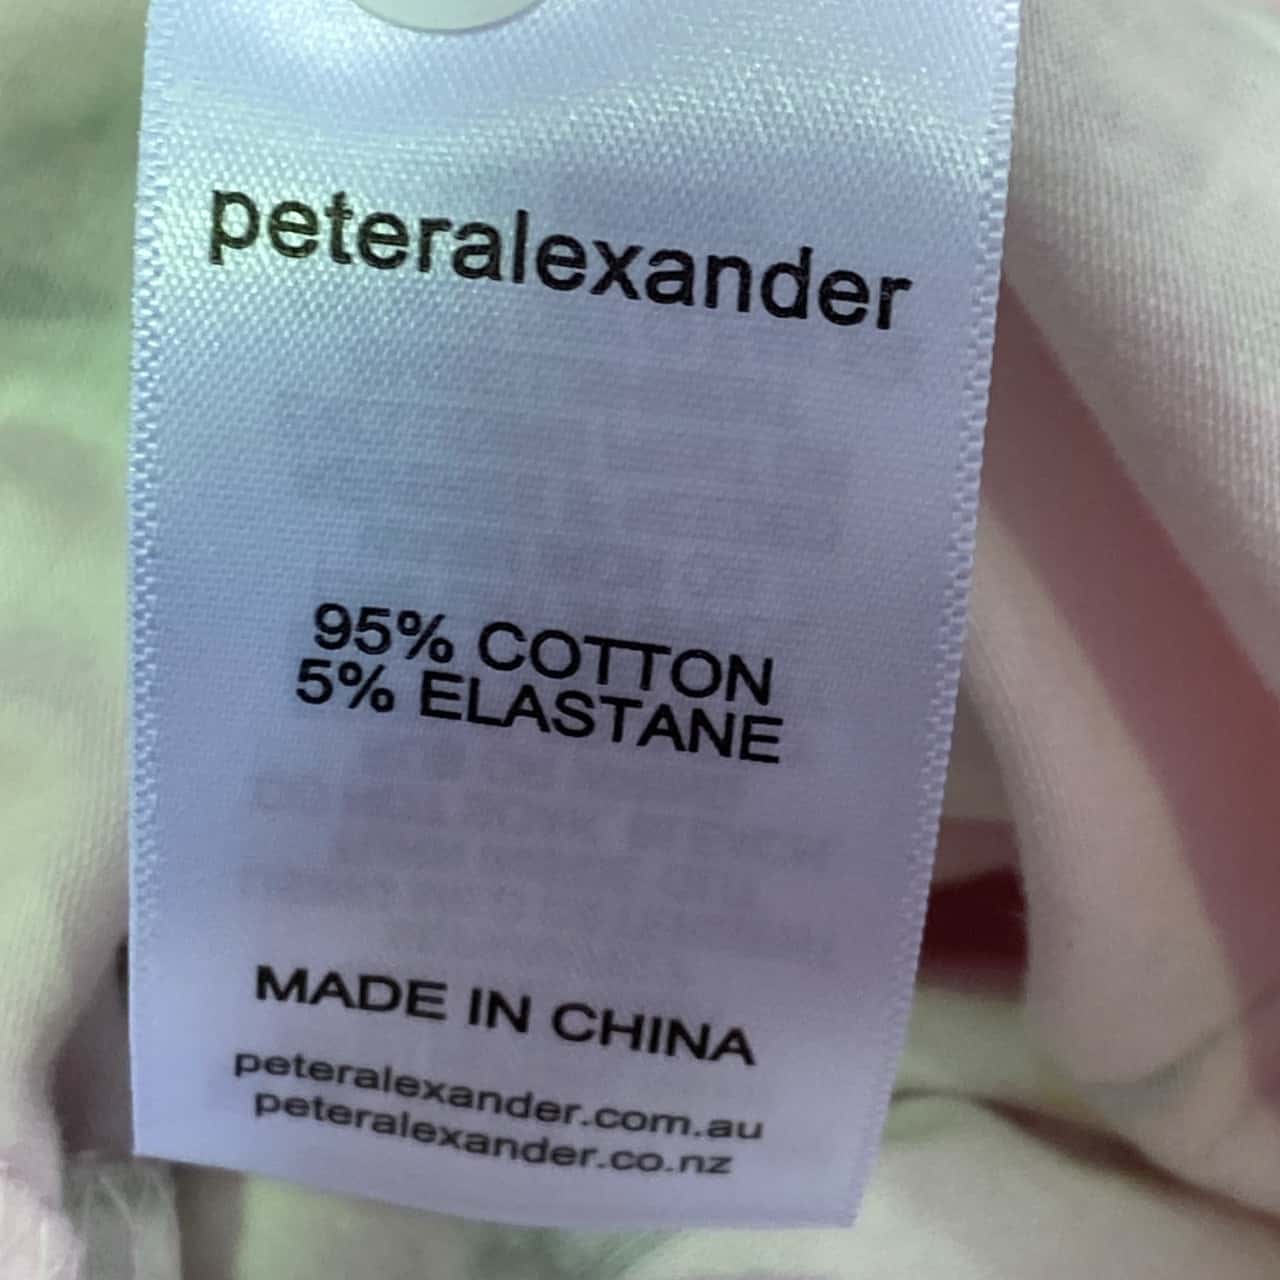 peteralexander
95% COTTON
5% ELASTANE
MADE IN CHINA
peteralexander.com.au
peteralexander.co.nz